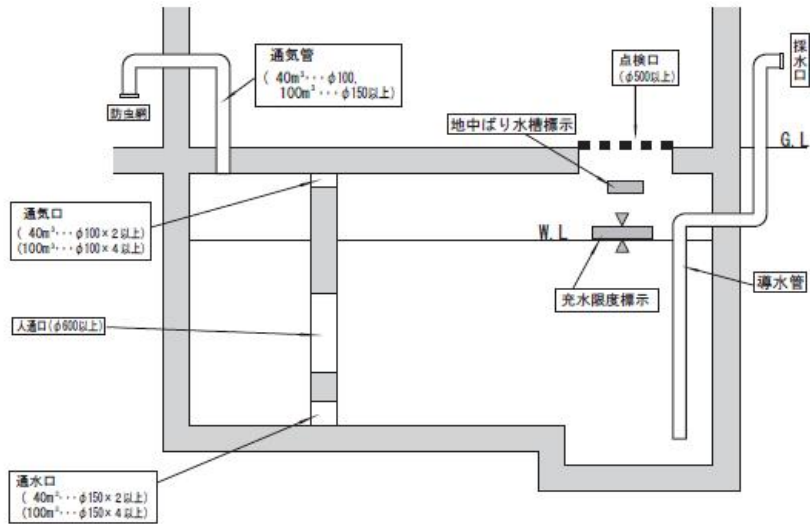 通気管
( 40m³・・・φ100,
100m³・・・φ150以上)
防虫網
点検口
(φ500以上)
採水口
地中ばり水槽標示
G.L
通気口
( 40m³・・・φ100×2以上)
(100m³・・・φ100×4以上)
W.L
導水管
充水限度標示
人通口(φ600以上)
通水口
( 40m³・・・φ150×2以上)
(100m³・・・φ150×4以上)